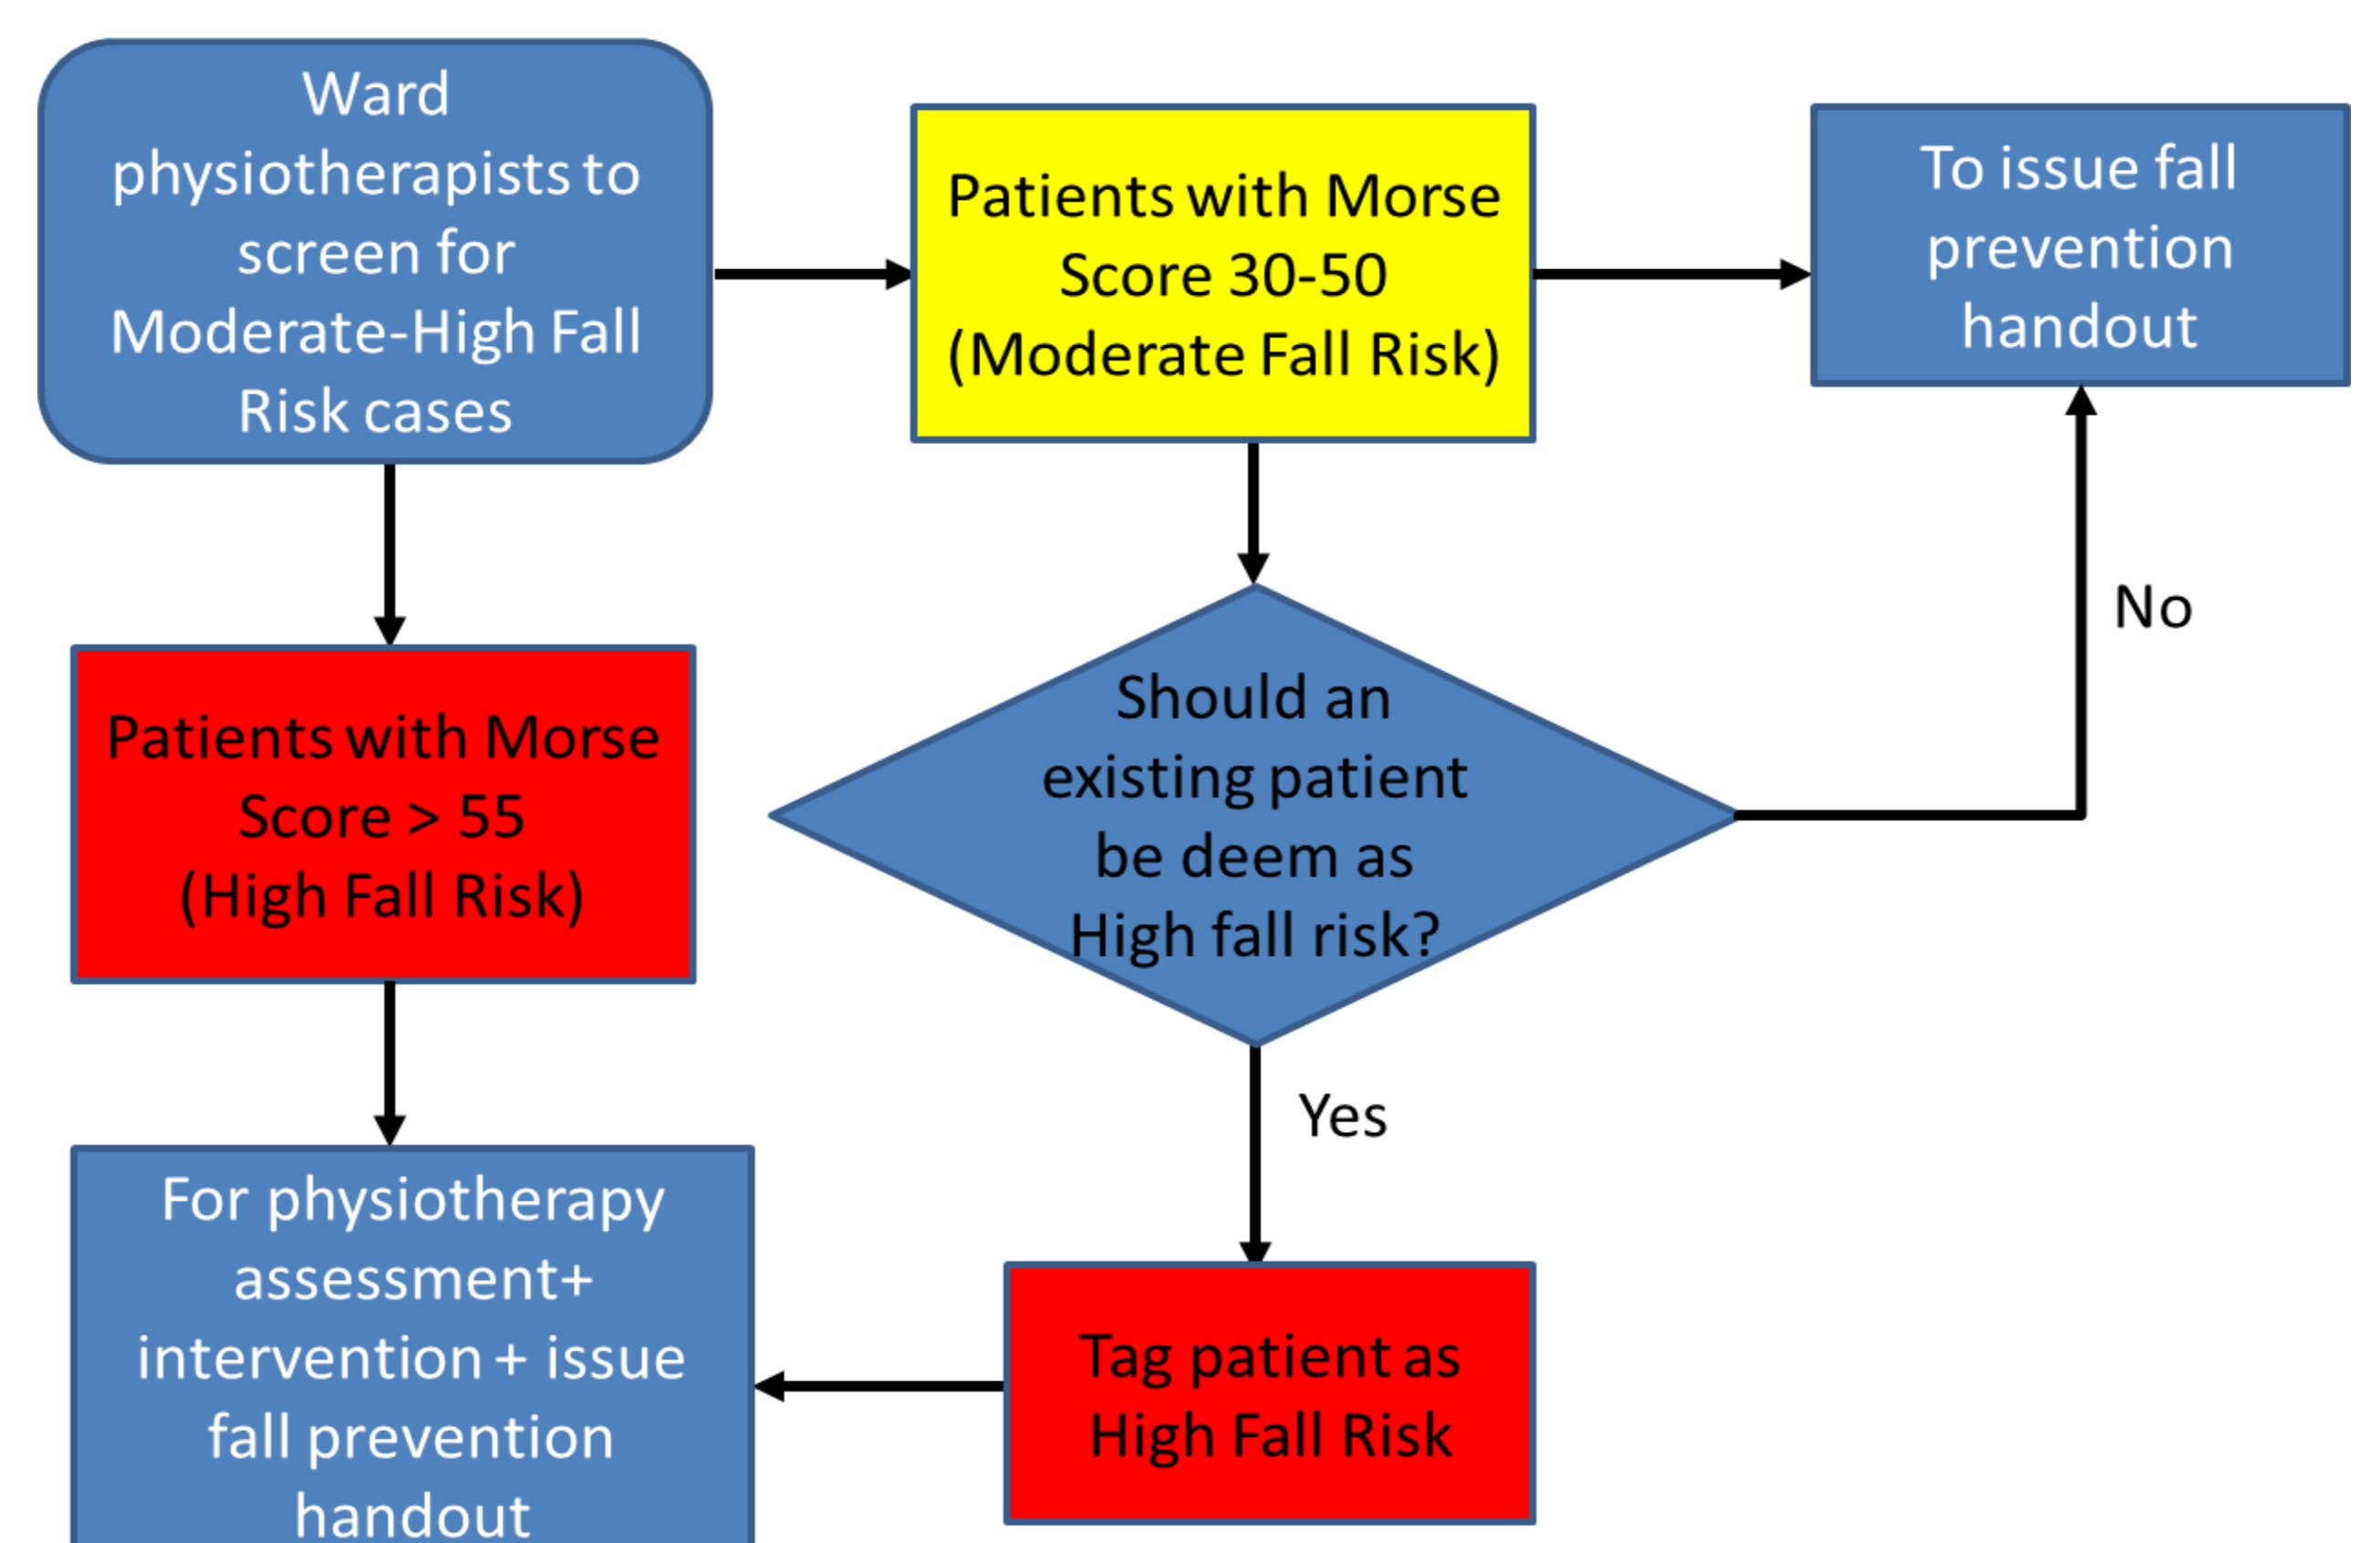 Ward
physiotherapists to
screen for
Moderate-High Fall
Risk cases
Patients with Morse
Score 30-50
(Moderate Fall Risk)
To issue fall
prevention
handout
No
Patients with Morse
Score > 55
(High Fall Risk)
Should an
existing patient
be deem as
High fall risk?
Yes
For physiotherapy
assessment+
intervention + issue
fall prevention
handout
Tag patient as
High Fall Risk